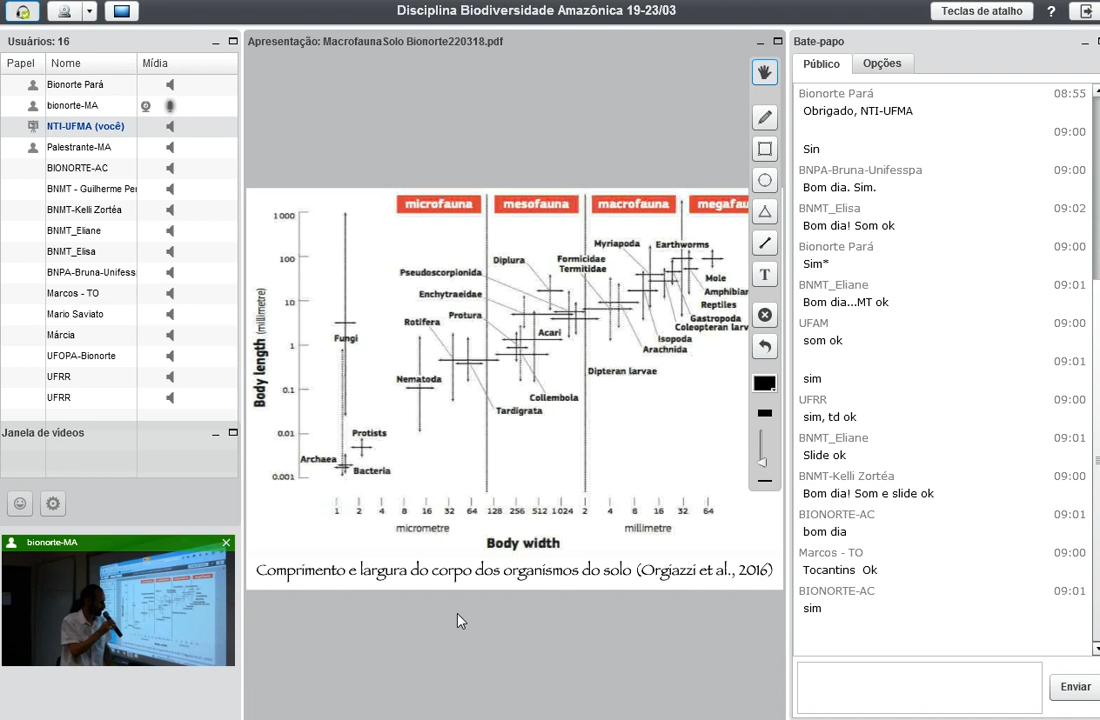 Disciplina Biodiversidade Amazônica 19-23/03
Teclas de atalho
?
Usuários: 16
Papel Nome Mídia
Bionorte Pará
bionorte-MA
NTI-UFMA (você)
Palestrante-MA
BIONORTE-AC
BNMT - Guilherme Per
BNMT-Kelli Zortéa
BNMT_Eliane
BNMT_Elisa
BNPA-Bruna-Unifess
Marcos - TO
Mario Saviato
Márcia
UFOPA-Bionorte
UFRR
UFRR
Janela de vídeos
bionorte-MA
Apresentação: MacrofaunaSolo Bionorte220318.pdf
microfauna mesofauna macrofauna megafau
Body length (millimetre)
1 000
100
10
1
0.1
0.01
0.001
Myriapoda
Earthworms
Diplura
Formicidae
Termitidae
Pseudoscorpionida
Mole
Enchytraeidae
Amphibian
Reptiles
Rotifera
Protura
Gastropoda
Coleopteran larv
Fungi
Acari
Isopoda
Arachnida
Nematoda
Dipteran larvae
Collembola
Tardigrata
Protists
Archaea
Bacteria
1 2 4 8 16 32 64 128 256 512 1 024 2 4 8 16 32 64
micrometre millimetre
Body width
Comprimento e largura do corpo dos organismos do solo (Orgiazzi et al., 2016)
T
Bate-papo
Público Opções
Bionorte Pará 08:55
Obrigado, NTI-UFMA
09:00
Sin
BNPA-Bruna-Unifesspa 09:00
Bom dia. Sim.
BNMT_Elisa 09:02
Bom dia! Som ok
Bionorte Pará 09:00
Sim*
BNMT_Eliane 09:01
Bom dia...MT ok
UFAM 09:00
som ok
09:01
sim
UFRR 09:00
sim, td ok
BNMT_Eliane 09:01
Slide ok
BNMT-Kelli Zortéa 09:00
Bom dia! Som e slide ok
BIONORTE-AC 09:01
bom dia
Marcos - TO 09:00
Tocantins Ok
BIONORTE-AC 09:01
sim
Enviar